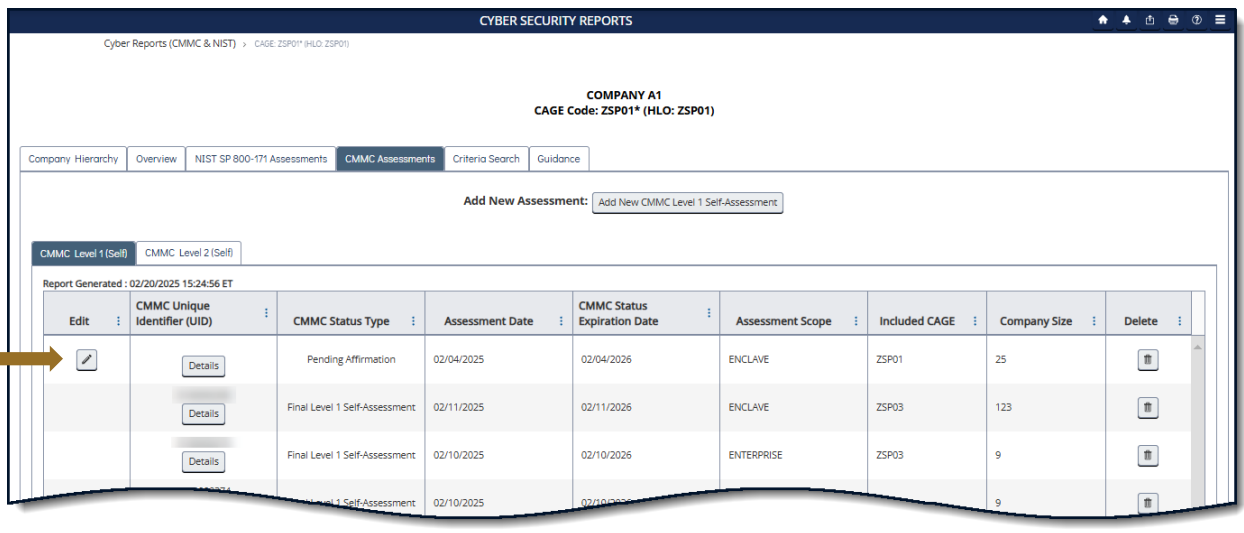 CYBER SECURITY REPORTS
Cyber Reports (CMMC & NIST) > CAGE: ZSP01* (HLO: ZSP01)
COMPANY A1
CAGE Code: ZSP01* (HLO: ZSP01)
Company Hierarchy Overview NIST SP 800-171 Assessments CMMC Assessments Criteria Search Guidance
Add New Assessment: Add New CMMC Level 1 Self-Assessment
CMMC Level 1 (Self) CMMC Level 2 (Self)
Report Generated : 02/20/2025 15:24:56 ET
Edit CMMC Unique Identifier (UID) CMMC Status Type Assessment Date CMMC Status Expiration Date Assessment Scope Included CAGE Company Size Delete
Details Pending Affirmation 02/04/2025 02/04/2026 ENCLAVE ZSP01 25
Details Final Level 1 Self-Assessment 02/11/2025 02/11/2026 ENCLAVE ZSP03 123
Details Final Level 1 Self-Assessment 02/10/2025 02/10/2026 ENTERPRISE ZSP03 9
Level 1 Self-Assessment 02/10/2025 9